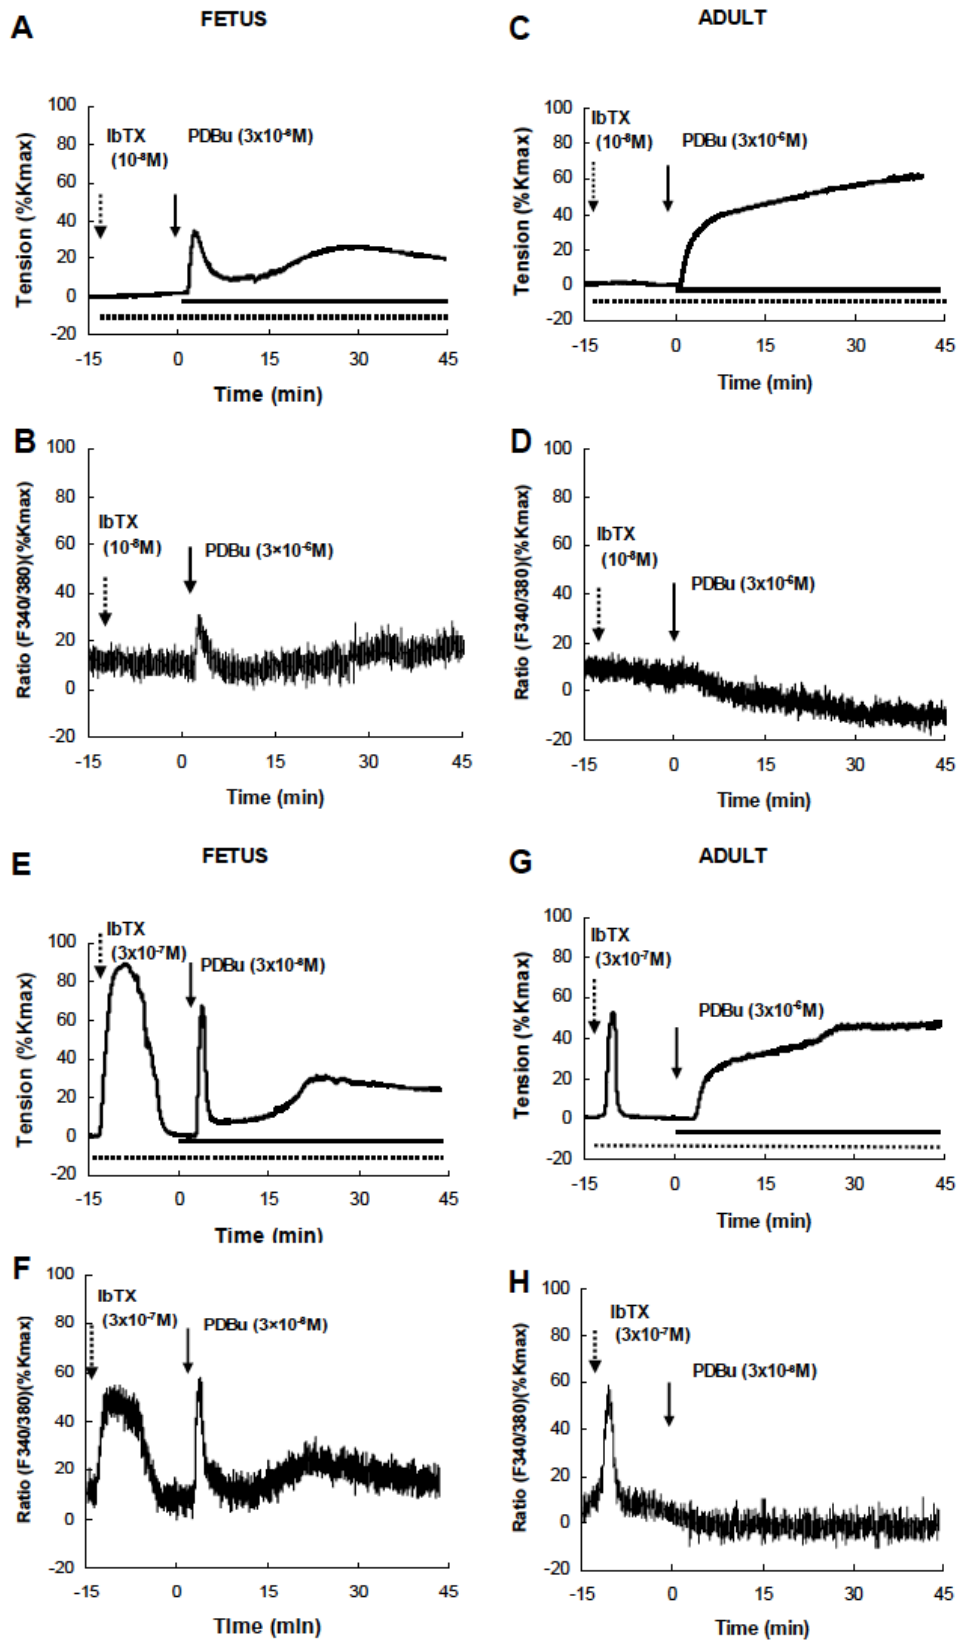 FETUS
ADULT
A
C
100
80
60
40
20
0
-20
-15
0
15
30
45
Tension (%Kmax)
Time (min)
IbTX
(10⁻⁸M)
PDBu (3x10⁻⁶M)
100
80
60
40
20
0
-20
-15
0
15
30
45
Tension (%Kmax)
Time (min)
IbTX
(10⁻⁸M)
PDBu (3x10⁻⁶M)
B
D
100
80
60
40
20
0
-20
-15
0
15
30
45
Ratio (F340/380)(%Kmax)
Time (min)
IbTX
(10⁻⁸M)
PDBu (3×10⁻⁶M)
100
80
60
40
20
0
-20
-15
0
15
30
45
Ratio (F340/380)(%Kmax)
Time (min)
IbTX
(10⁻⁸M)
PDBu (3x10⁻⁶M)
FETUS
ADULT
E
G
100
80
60
40
20
0
-20
-15
0
15
30
45
Tension (%Kmax)
Time (min)
IbTX
(3x10⁻⁷M)
PDBu (3x10⁻⁶M)
100
80
60
40
20
0
-20
-15
0
15
30
45
Tension (%Kmax)
Time (min)
IbTX
(3x10⁻⁷M)
PDBu (3x10⁻⁶M)
F
H
100
80
60
40
20
0
-20
-15
0
15
30
45
Ratio (F340/380)(%Kmax)
Time (min)
IbTX
(3x10⁻⁷M)
PDBu (3×10⁻⁶M)
100
80
60
40
20
0
-20
-15
0
15
30
45
Ratio (F340/380)(%Kmax)
Time (min)
IbTX
(3x10⁻⁷M)
PDBu (3x10⁻⁶M)